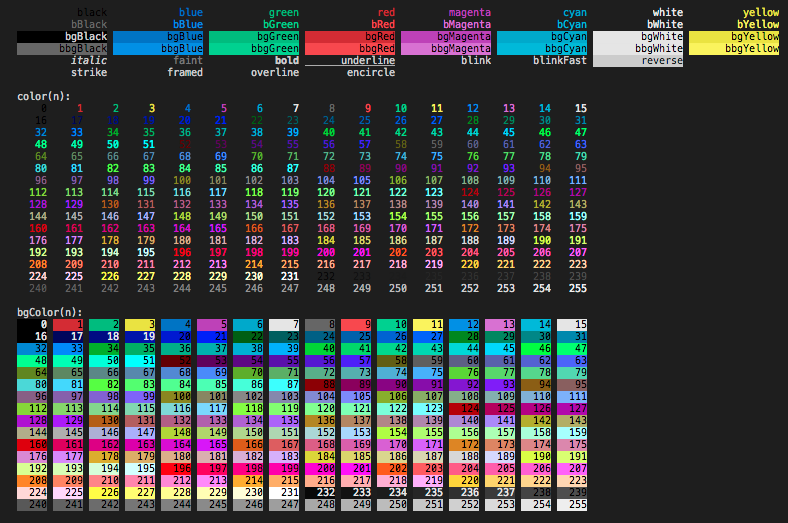 black blue green red magenta cyan white yellow
bBlack bBlue bGreen bRed bMagenta bCyan bWhite bYellow
bgBlack bgBlue bgGreen bgRed bgMagenta bgCyan bgWhite bgYellow
bbgBlack bbgBlue bbgGreen bbgRed bbgMagenta bbgCyan bbgWhite bbgYellow
italic faint bold underline blink blinkFast reverse
strike framed overline encircle
color(n):
0 1 2 3 4 5 6 7 8 9 10 11 12 13 14 15
16 17 18 19 20 21 22 23 24 25 26 27 28 29 30 31
32 33 34 35 36 37 38 39 40 41 42 43 44 45 46 47
48 49 50 51 52 53 54 55 56 57 58 59 60 61 62 63
64 65 66 67 68 69 70 71 72 73 74 75 76 77 78 79
80 81 82 83 84 85 86 87 88 89 90 91 92 93 94 95
96 97 98 99 100 101 102 103 104 105 106 107 108 109 110 111
112 113 114 115 116 117 118 119 120 121 122 123 124 125 126 127
128 129 130 131 132 133 134 135 136 137 138 139 140 141 142 143
144 145 146 147 148 149 150 151 152 153 154 155 156 157 158 159
160 161 162 163 164 165 166 167 168 169 170 171 172 173 174 175
176 177 178 179 180 181 182 183 184 185 186 187 188 189 190 191
192 193 194 195 196 197 198 199 200 201 202 203 204 205 206 207
208 209 210 211 212 213 214 215 216 217 218 219 220 221 222 223
224 225 226 227 228 229 230 231 232 233 236 237 238 239
240 241 242 243 244 245 246 247 248 249 250 251 252 253 254 255
bgColor(n):
0 1 2 3 4 5 6 7 8 9 10 11 12 13 14 15
16 17 18 19 20 21 22 23 24 25 26 27 28 29 30 31
32 33 34 35 36 37 38 39 40 41 42 43 44 45 46 47
48 49 50 51 52 53 54 55 56 57 58 59 60 61 62 63
64 65 66 67 68 69 70 71 72 73 74 75 76 77 78 79
80 81 82 83 84 85 86 87 88 89 90 91 92 93 94 95
96 97 98 99 100 101 102 103 104 105 106 107 108 109 110 111
112 113 114 115 116 117 118 119 120 121 122 123 124 125 126 127
128 129 130 131 132 133 134 135 136 137 138 139 140 141 142 143
144 145 146 147 148 149 150 151 152 153 154 155 156 157 158 159
160 161 162 163 164 165 166 167 168 169 170 171 172 173 174 175
176 177 178 179 180 181 182 183 184 185 186 187 188 189 190 191
192 193 194 195 196 197 198 199 200 201 202 203 204 205 206 207
208 209 210 211 212 213 214 215 216 217 218 219 220 221 222 223
224 225 226 227 228 229 230 231 232 233 234 235 236 237 238 239
240 241 242 243 244 245 246 247 248 249 250 251 252 253 254 255